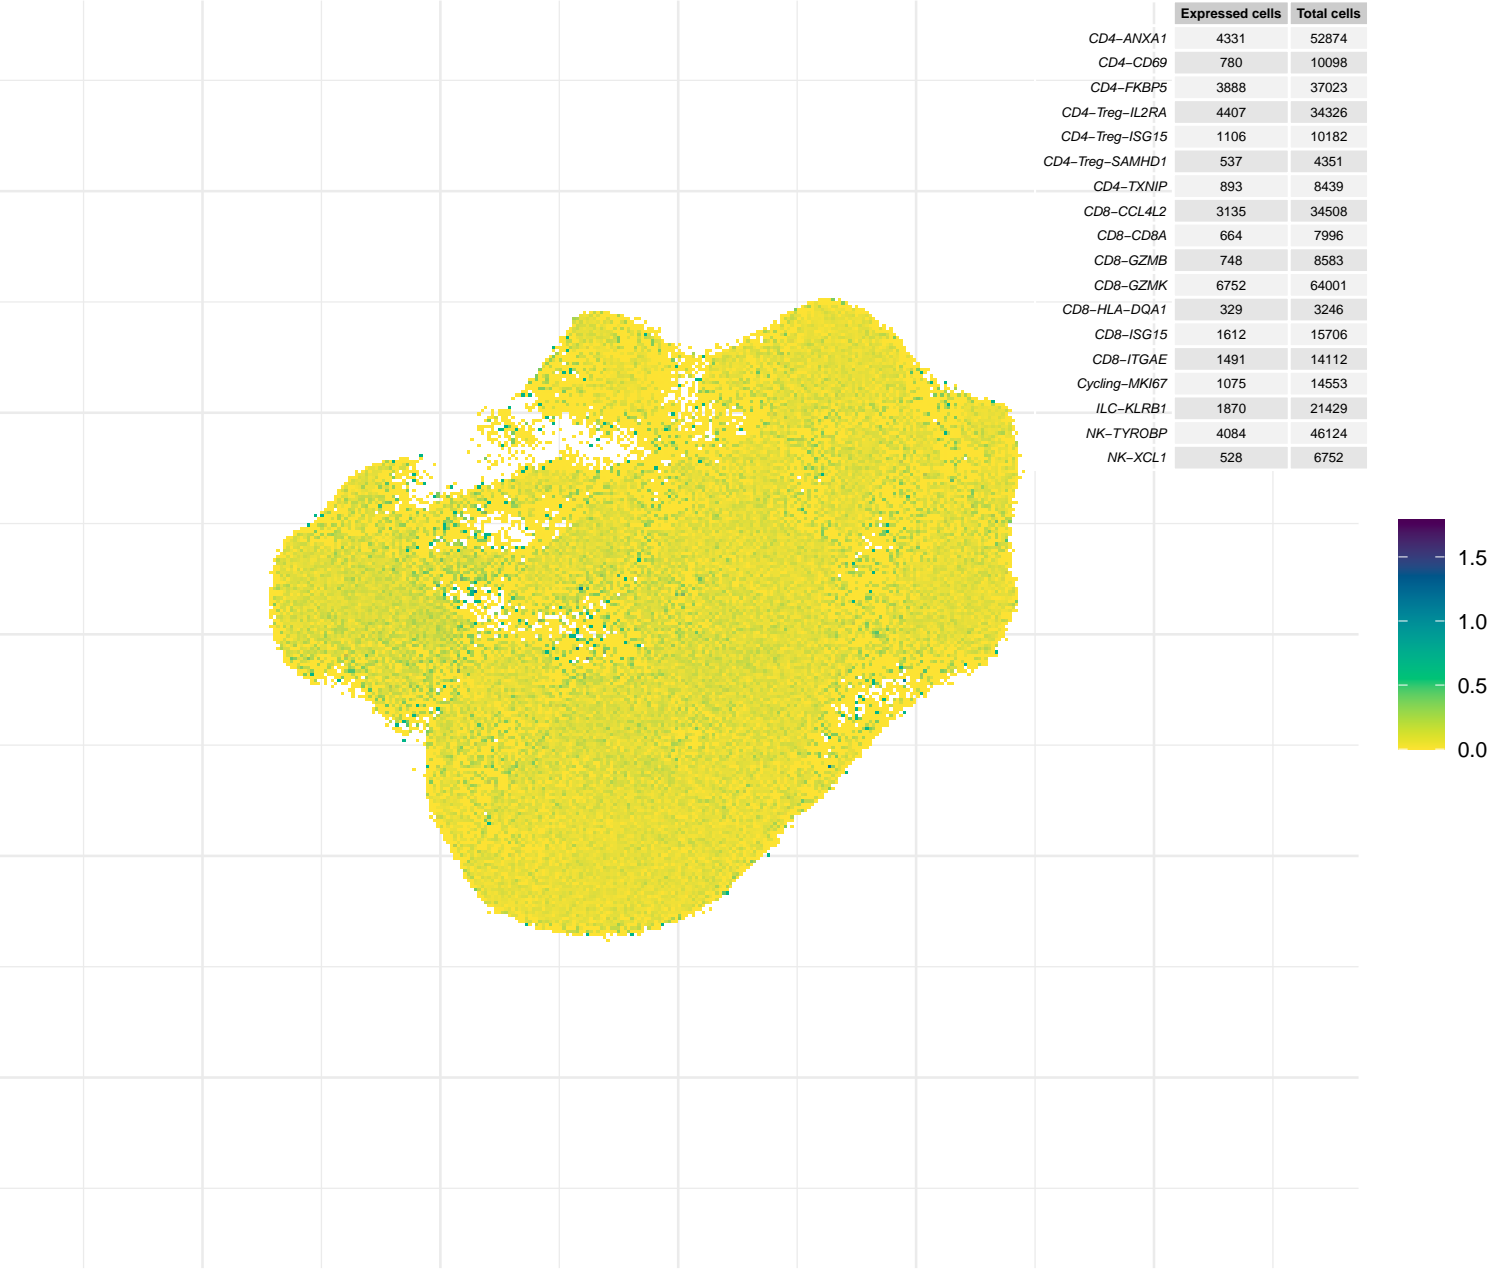 Expressed cells Total cells
CD4−ANXA1 4331 52874
CD4−CD69 780 10098
CD4−FKBP5 3888 37023
CD4−Treg−IL2RA 4407 34326
CD4−Treg−ISG15 1106 10182
CD4−Treg−SAMHD1 537 4351
CD4−TXNIP 893 8439
CD8−CCL4L2 3135 34508
CD8−CD8A 664 7996
CD8−GZMB 748 8583
CD8−GZMK 6752 64001
CD8−HLA−DQA1 329 3246
CD8−ISG15 1612 15706
CD8−ITGAE 1491 14112
Cycling−MKI67 1075 14553
ILC−KLRB1 1870 21429
NK−TYROBP 4084 46124
NK−XCL1 528 6752
1.5
1.0
0.5
0.0